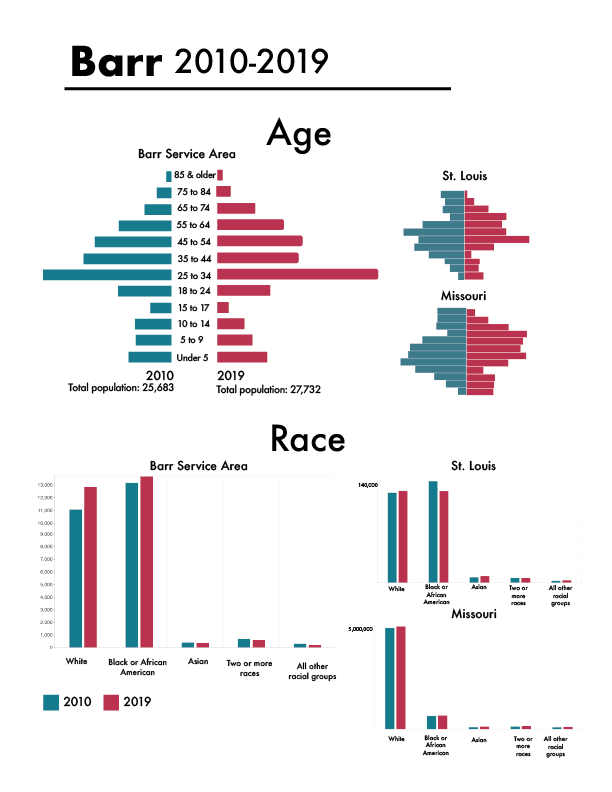 Barr 2010-2019
Age
Barr Service Area
85 & older
75 to 84
65 to 74
55 to 64
45 to 54
35 to 44
25 to 34
18 to 24
15 to 17
10 to 14
5 to 9
Under 5
2010
Total population: 25,683
2019
Total population: 27,732
St. Louis
Missouri
Race
Barr Service Area
13,000
12,000
11,000
10,000
9,000
8,000
7,000
6,000
5,000
4,000
3,000
2,000
1,000
0
White
Black or African
American
Asian
Two or more
races
All other
racial groups
2010
2019
St. Louis
140,000
White
Black or
African
American
Asian
Two or
more
races
All other
racial
groups
Missouri
5,000,000
White
Black or
African
American
Asian
Two or
more
races
All other
racial
groups